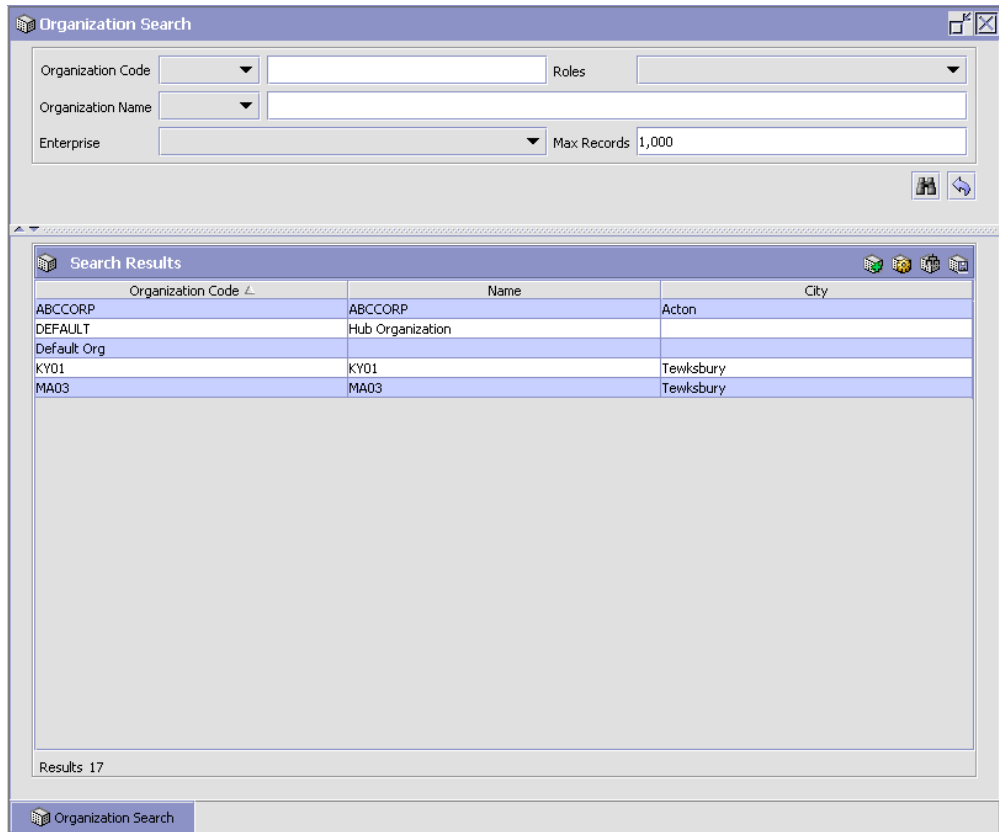 Organization Search
Organization Code Roles
Organization Name
Enterprise Max Records 1,000
Search Results
Organization Code Name City
ABCCORP ABCCORP Acton
DEFAULT Hub Organization
Default Org
KY01 KY01 Tewksbury
MA03 MA03 Tewksbury
Results 17
Organization Search